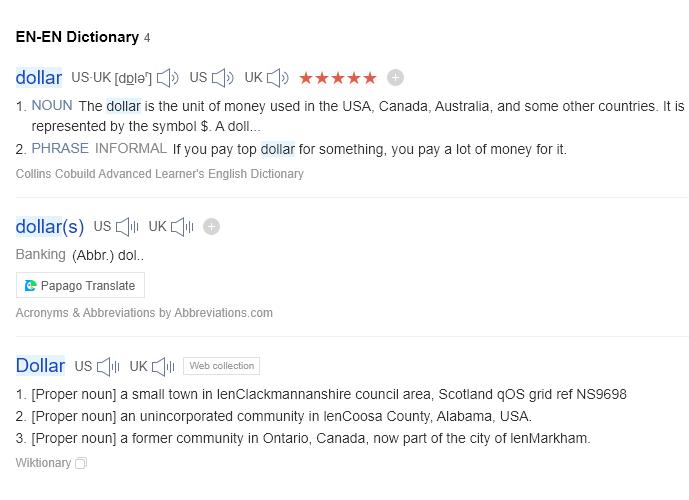 EN-EN Dictionary 4
dollar US·UK [dɒləʳ] US UK ★★★★★
1. NOUN The dollar is the unit of money used in the USA, Canada, Australia, and some other countries. It is
represented by the symbol $. A doll...
2. PHRASE INFORMAL If you pay top dollar for something, you pay a lot of money for it.
Collins Cobuild Advanced Learner's English Dictionary
dollar(s) US UK
Banking (Abbr.) dol..
Papago Translate
Acronyms & Abbreviations by Abbreviations.com
Dollar US UK Web collection
1. [Proper noun] a small town in lenClackmannanshire council area, Scotland qOS grid ref NS9698
2. [Proper noun] an unincorporated community in lenCoosa County, Alabama, USA.
3. [Proper noun] a former community in Ontario, Canada, now part of the city of lenMarkham.
Wiktionary